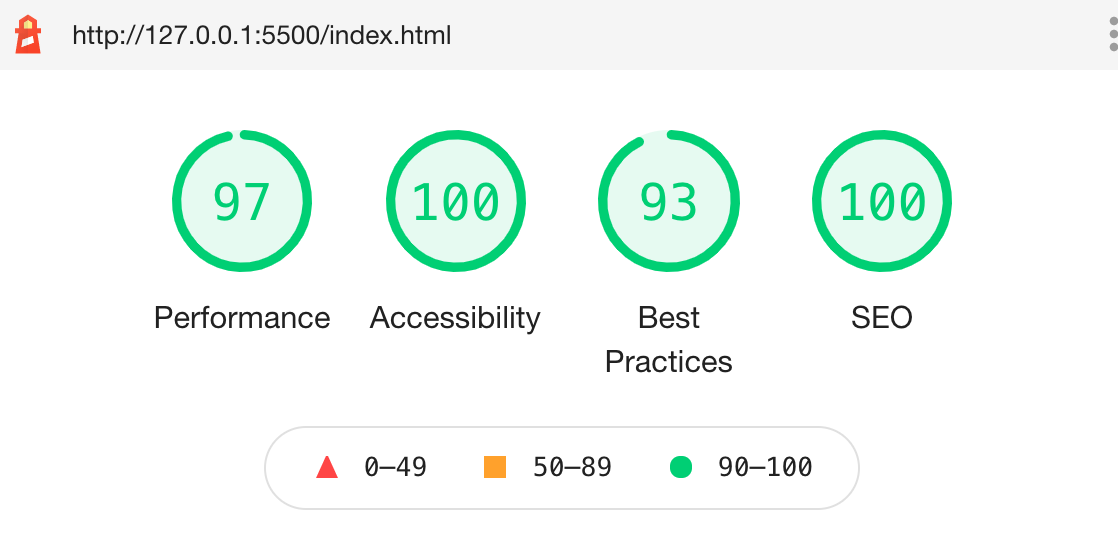 http://127.0.0.1:5500/index.html
97 100 93 100
Performance Accessibility Best Practices SEO
0–49 50–89 90–100